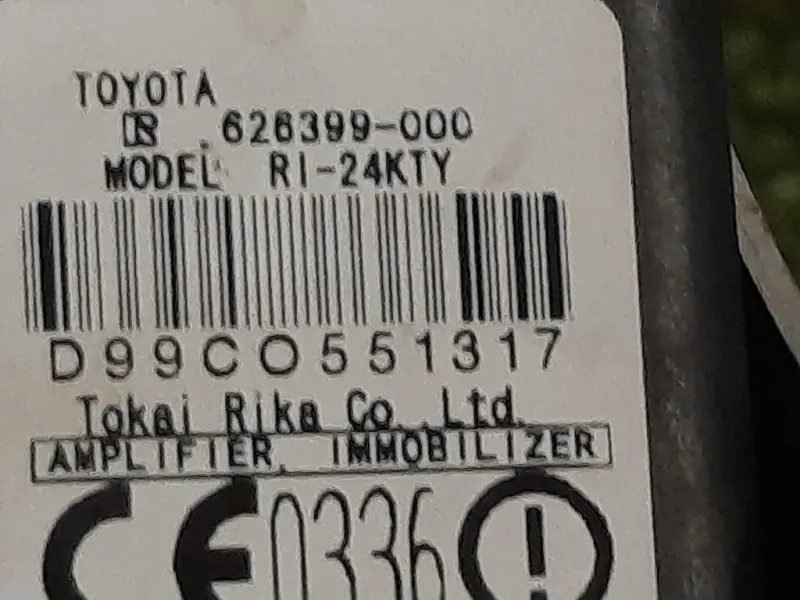 TOYOTA
626399-000
MODEL RI-24KTY
D99C0551317
Tokai Rika Co., Ltd.
AMPLIFIER, IMMOBILIZER
CE0336